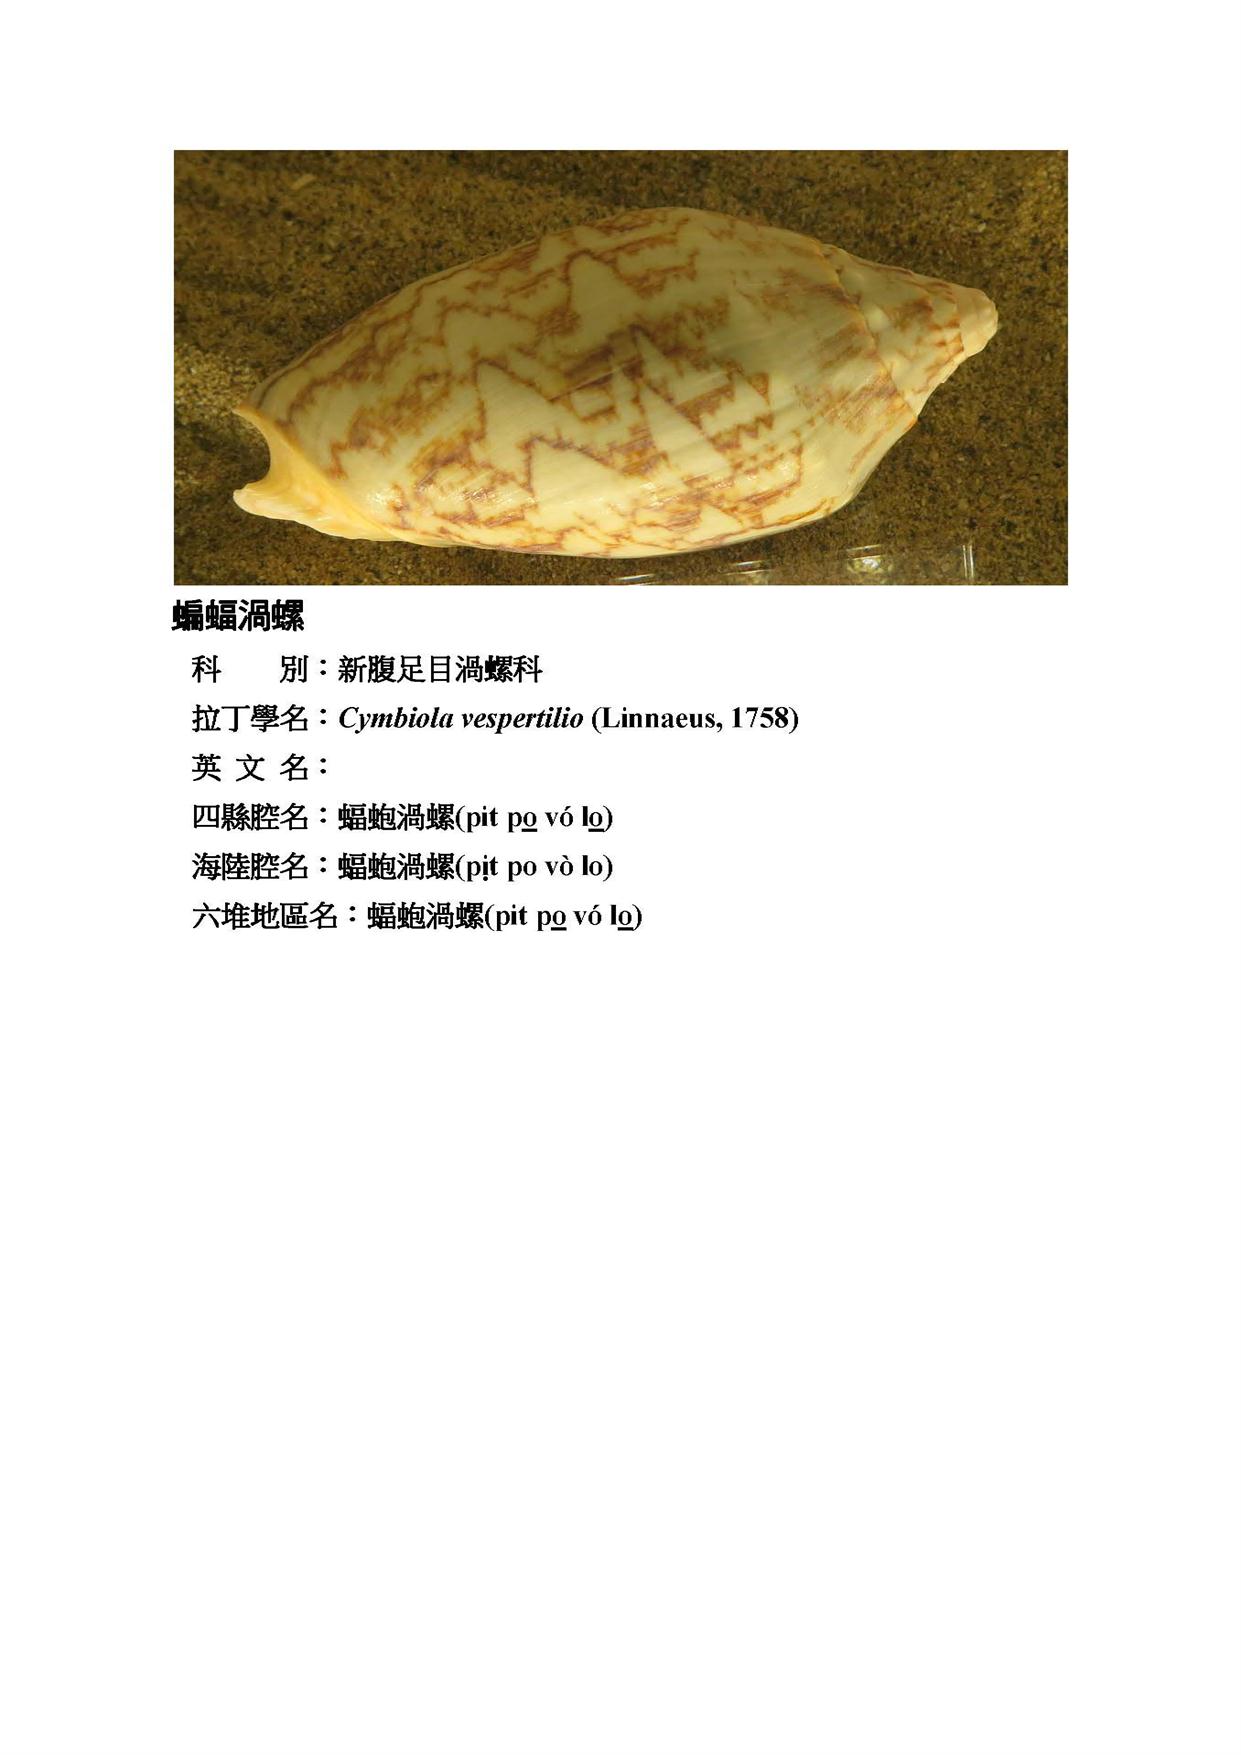 蝙蝠渦螺
科　　別：新腹足目渦螺科
拉丁學名：Cymbiola vespertilio (Linnaeus, 1758)
英 文 名：
四縣腔名：蝠蚫渦螺(pit po̲ vó lo̲)
海陸腔名：蝠蚫渦螺(pịt po vò lo)
六堆地區名：蝠蚫渦螺(pit po̲ vó lo̲)